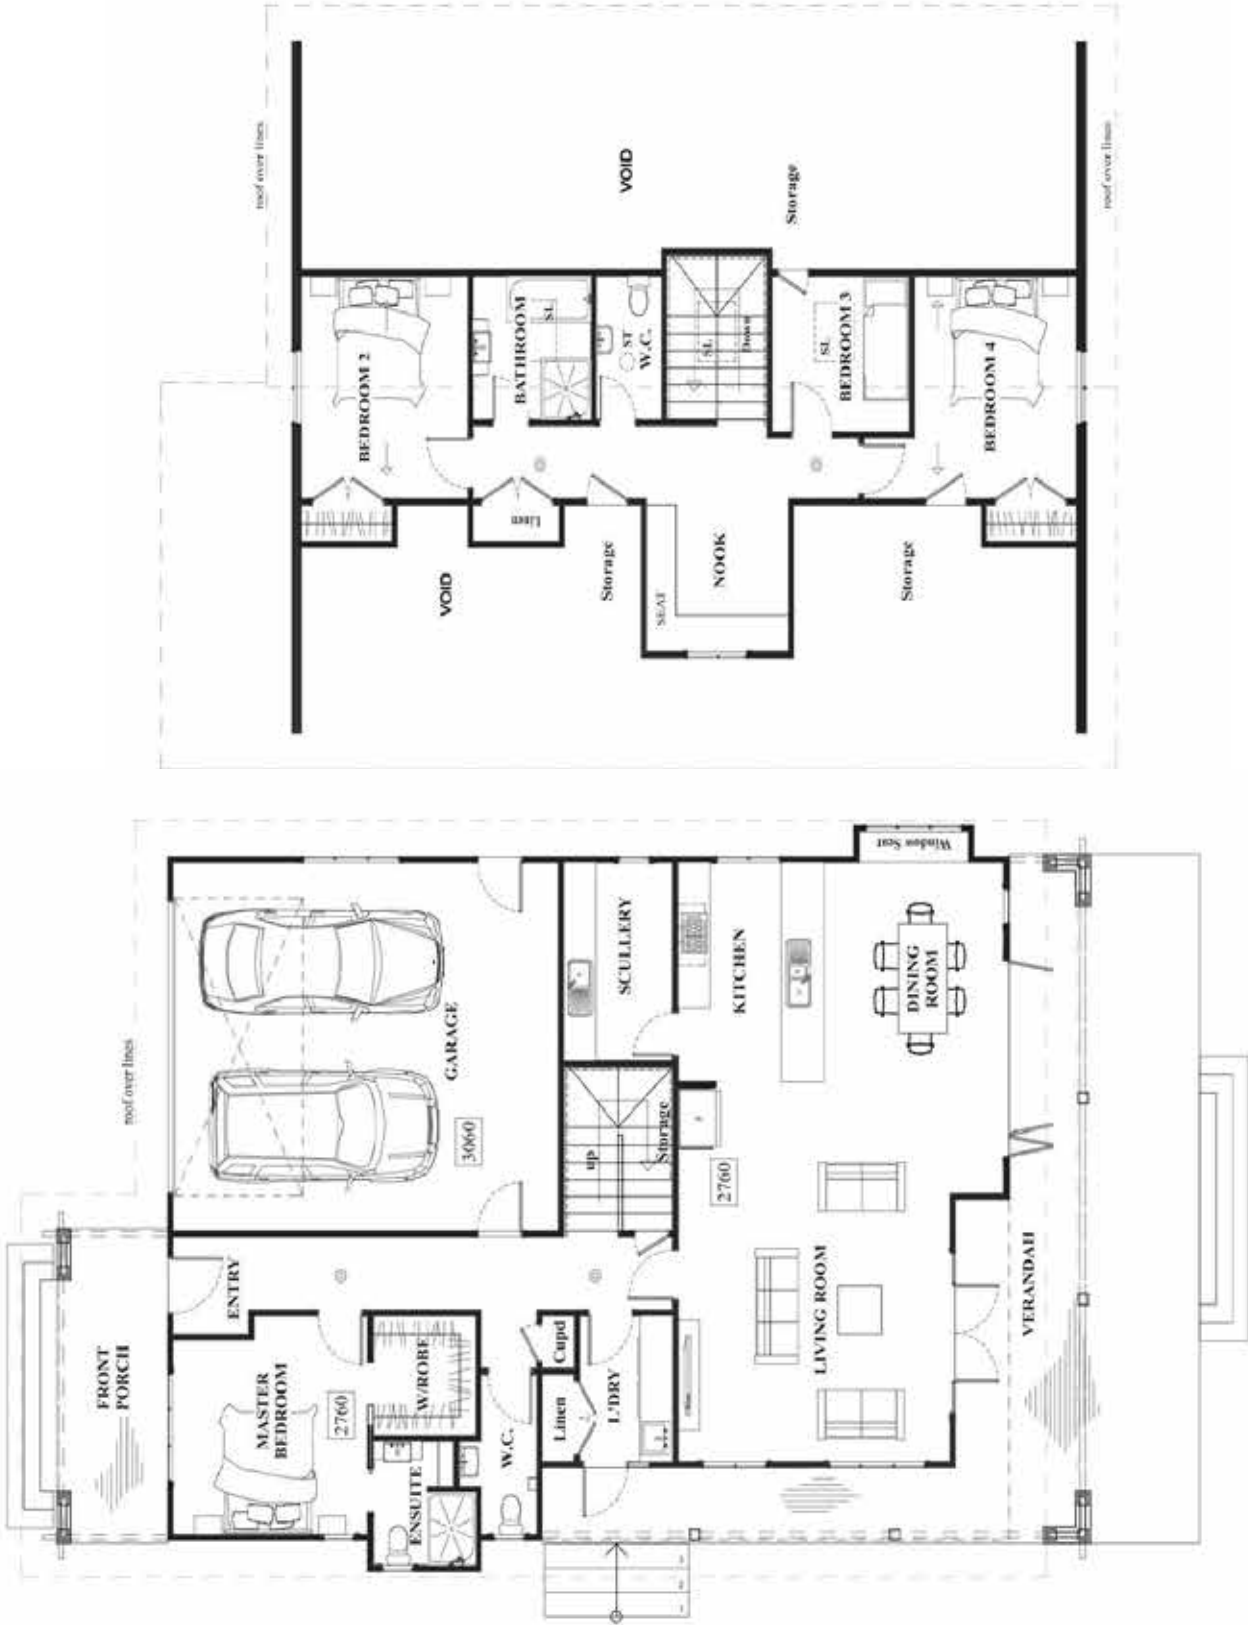 roof over lines
VOID
Storage
roof over lines
BEDROOM 2
BATHROOM
SL
ST
W.C.
SL
Down
SL
BEDROOM 3
BEDROOM 4
Linen
VOID
Storage
SEAT
NOOK
Storage
roof over lines
GARAGE
3060
SCULLERY
KITCHEN
Window Seat
DINING
ROOM
up
Storage
2760
LIVING ROOM
VERANDAH
ENTRY
FRONT
PORCH
MASTER
BEDROOM
2760
W/ROBE
ENSUITE
W.C.
Cupd
Linen
L'DRY